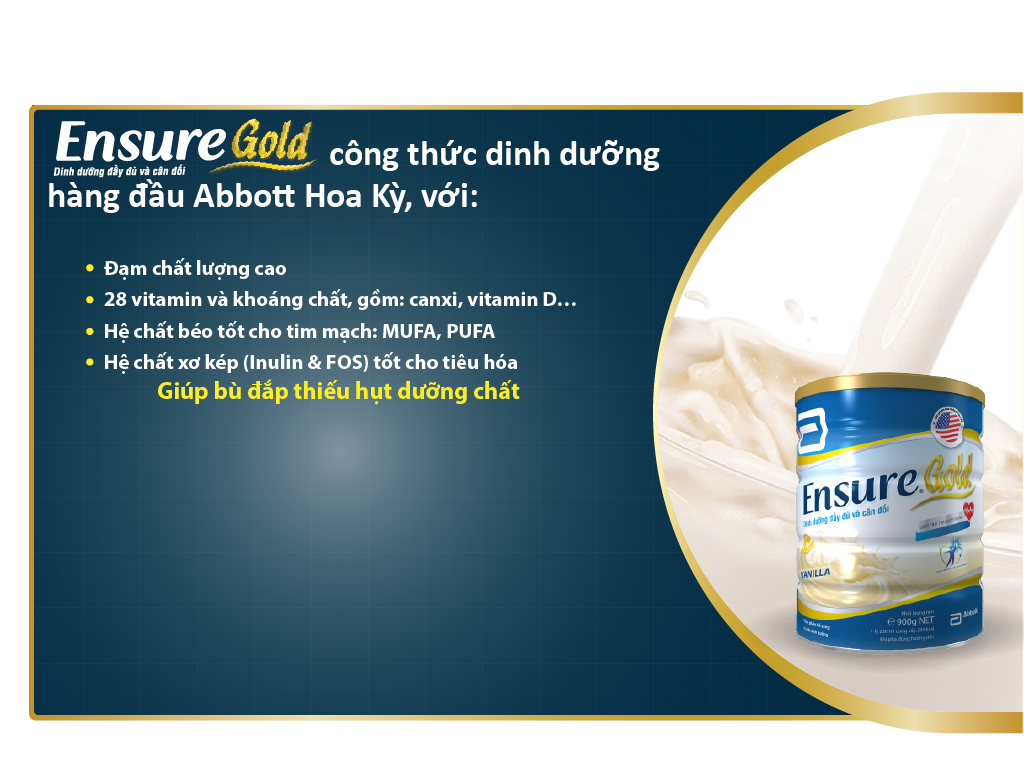 Ensure Gold công thức dinh dưỡng
Dinh dưỡng đầy đủ và cân đối
hàng đầu Abbott Hoa Kỳ, với:
• Đạm chất lượng cao
• 28 vitamin và khoáng chất, gồm: canxi, vitamin D...
• Hệ chất béo tốt cho tim mạch: MUFA, PUFA
• Hệ chất xơ kép (Inulin & FOS) tốt cho tiêu hóa
Giúp bù đắp thiếu hụt dưỡng chất
Ensure Gold
Dinh dưỡng đầy đủ và cân đối
VANILLA
900g NET
Abbott